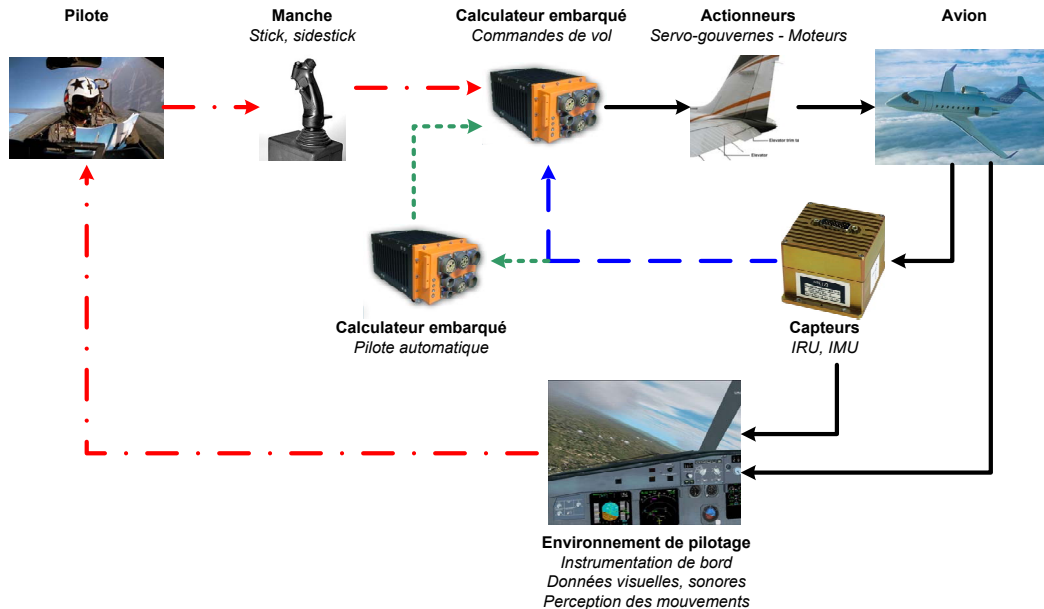 Pilote
Manche
Stick, sidestick
Calculateur embarqué
Commandes de vol
Actionneurs
Servo-gouvernes - Moteurs
Avion
Elevator
Calculateur embarqué
Pilote automatique
Capteurs
IRU, IMU
Environnement de pilotage
Instrumentation de bord
Données visuelles, sonores
Perception des mouvements